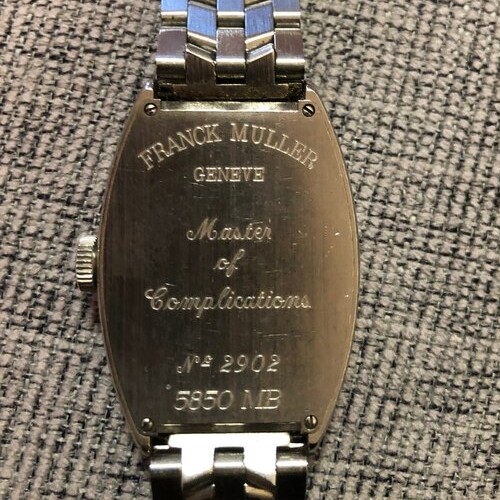 FRANCK MULLER
GENEVE
Master
of
Complications
Nº 2902
5850 MB